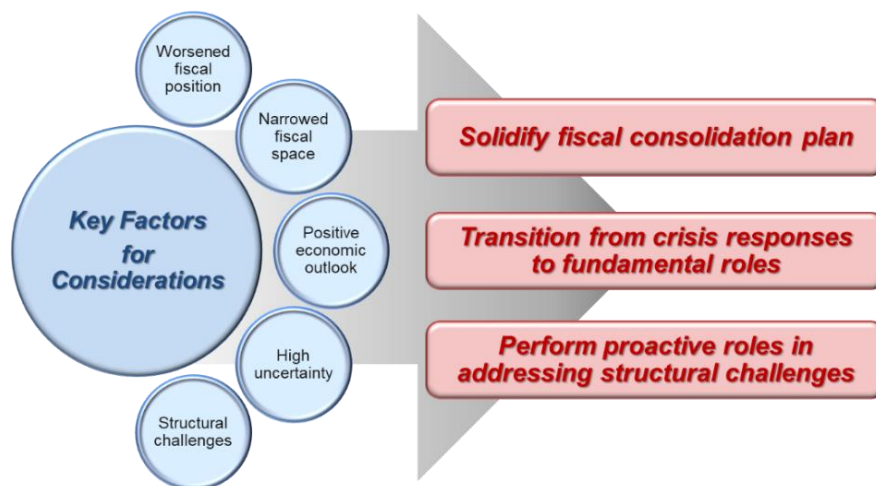 Worsened
fiscal
position
Narrowed
fiscal
space
Key Factors
for
Considerations
Positive
economic
outlook
High
uncertainty
Structural
challenges
Solidify fiscal consolidation plan
Transition from crisis responses
to fundamental roles
Perform proactive roles in
addressing structural challenges